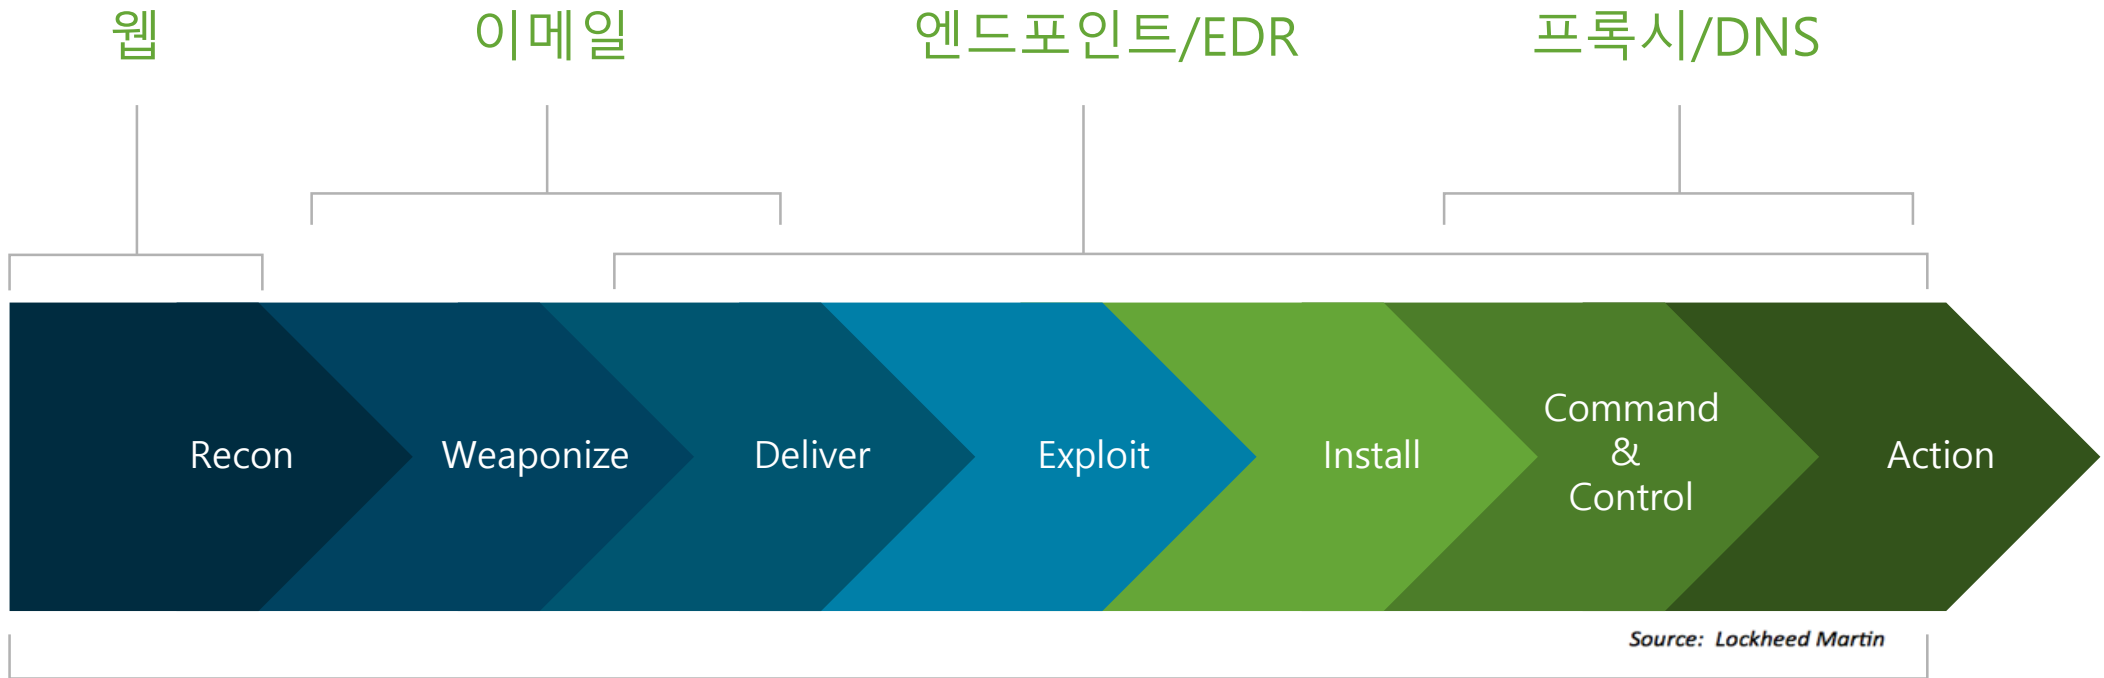 웹
이메일
엔드포인트/EDR
프록시/DNS
Recon
Weaponize
Deliver
Exploit
Install
Command
&
Control
Action
Source: Lockheed Martin